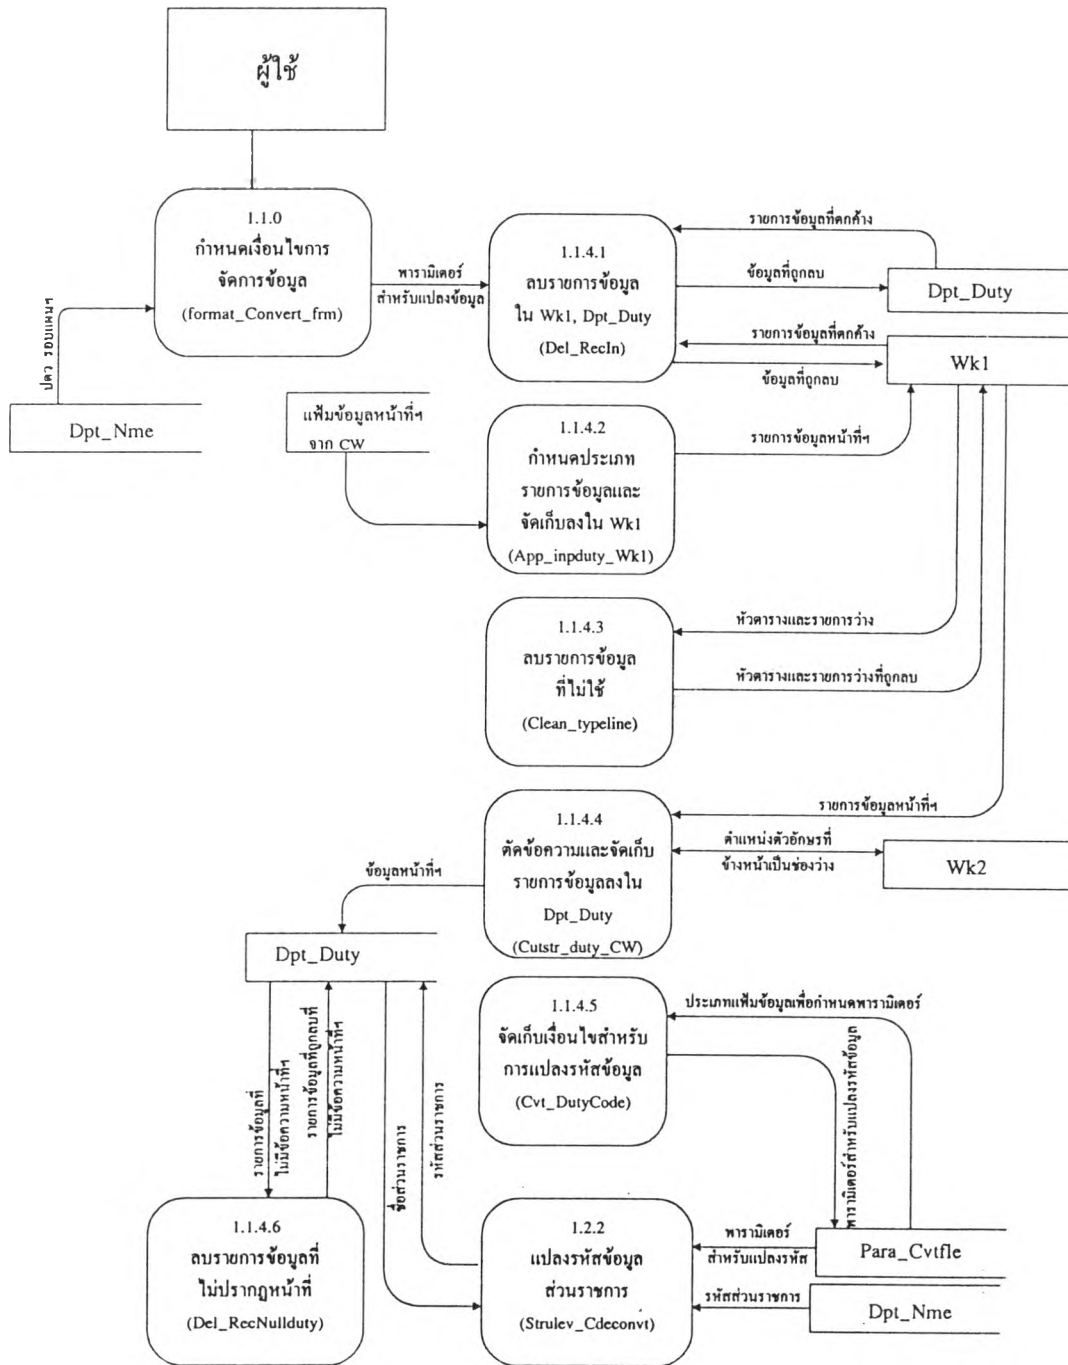 ผู้ใช้
1.1.0
กำหนดเงื่อนไขการ
จัดการข้อมูล
(format_Convert_frm)
พารามิเตอร์
สำหรับแปลงข้อมูล
1.1.4.1
ลบรายการข้อมูล
ใน Wk1, Dpt_Duty
(Del_RecIn)
รายการข้อมูลที่ตกค้าง
ข้อมูลที่ถูกลบ
Dpt_Duty
รายการข้อมูลที่ตกค้าง
ข้อมูลที่ถูกลบ
Wk1
ปคว รอบแผนฯ
Dpt_Nme
แฟ้มข้อมูลหน้าที่ฯ
จาก CW
1.1.4.2
กำหนดประเภท
รายการข้อมูลและ
จัดเก็บลงใน Wk1
(App_inpduty_Wk1)
รายการข้อมูลหน้าที่ฯ
1.1.4.3
ลบรายการข้อมูล
ที่ไม่ใช้
(Clean_typeline)
หัวตารางและรายการว่าง
หัวตารางและรายการว่างที่ถูกลบ
รายการข้อมูลหน้าที่ฯ
1.1.4.4
ตัดข้อความและจัดเก็บ
รายการข้อมูลลงใน
Dpt_Duty
(Cutstr_duty_CW)
ตำแหน่งตัวอักษรที่
ข้างหน้าเป็นช่องว่าง
Wk2
ข้อมูลหน้าที่ฯ
Dpt_Duty
1.1.4.5
จัดเก็บเงื่อนไขสำหรับ
การแปลงรหัสข้อมูล
(Cvt_DutyCode)
ประเภทแฟ้มข้อมูลเพื่อกำหนดพารามิเตอร์
พารามิเตอร์สำหรับแปลงรหัสข้อมูล
รายการข้อมูลที่
ไม่มีข้อความหน้าที่ฯ
รายการข้อมูลที่ถูกลบที่
ไม่มีข้อความหน้าที่ฯ
ชื่อส่วนราชการ
รหัสส่วนราชการ
1.1.4.6
ลบรายการข้อมูลที่
ไม่ปรากฏหน้าที่
(Del_RecNullduty)
1.2.2
แปลงรหัสข้อมูล
ส่วนราชการ
(Strulev_Cdeconvt)
พารามิเตอร์
สำหรับแปลงรหัส
Para_Cvtfle
รหัสส่วนราชการ
Dpt_Nme